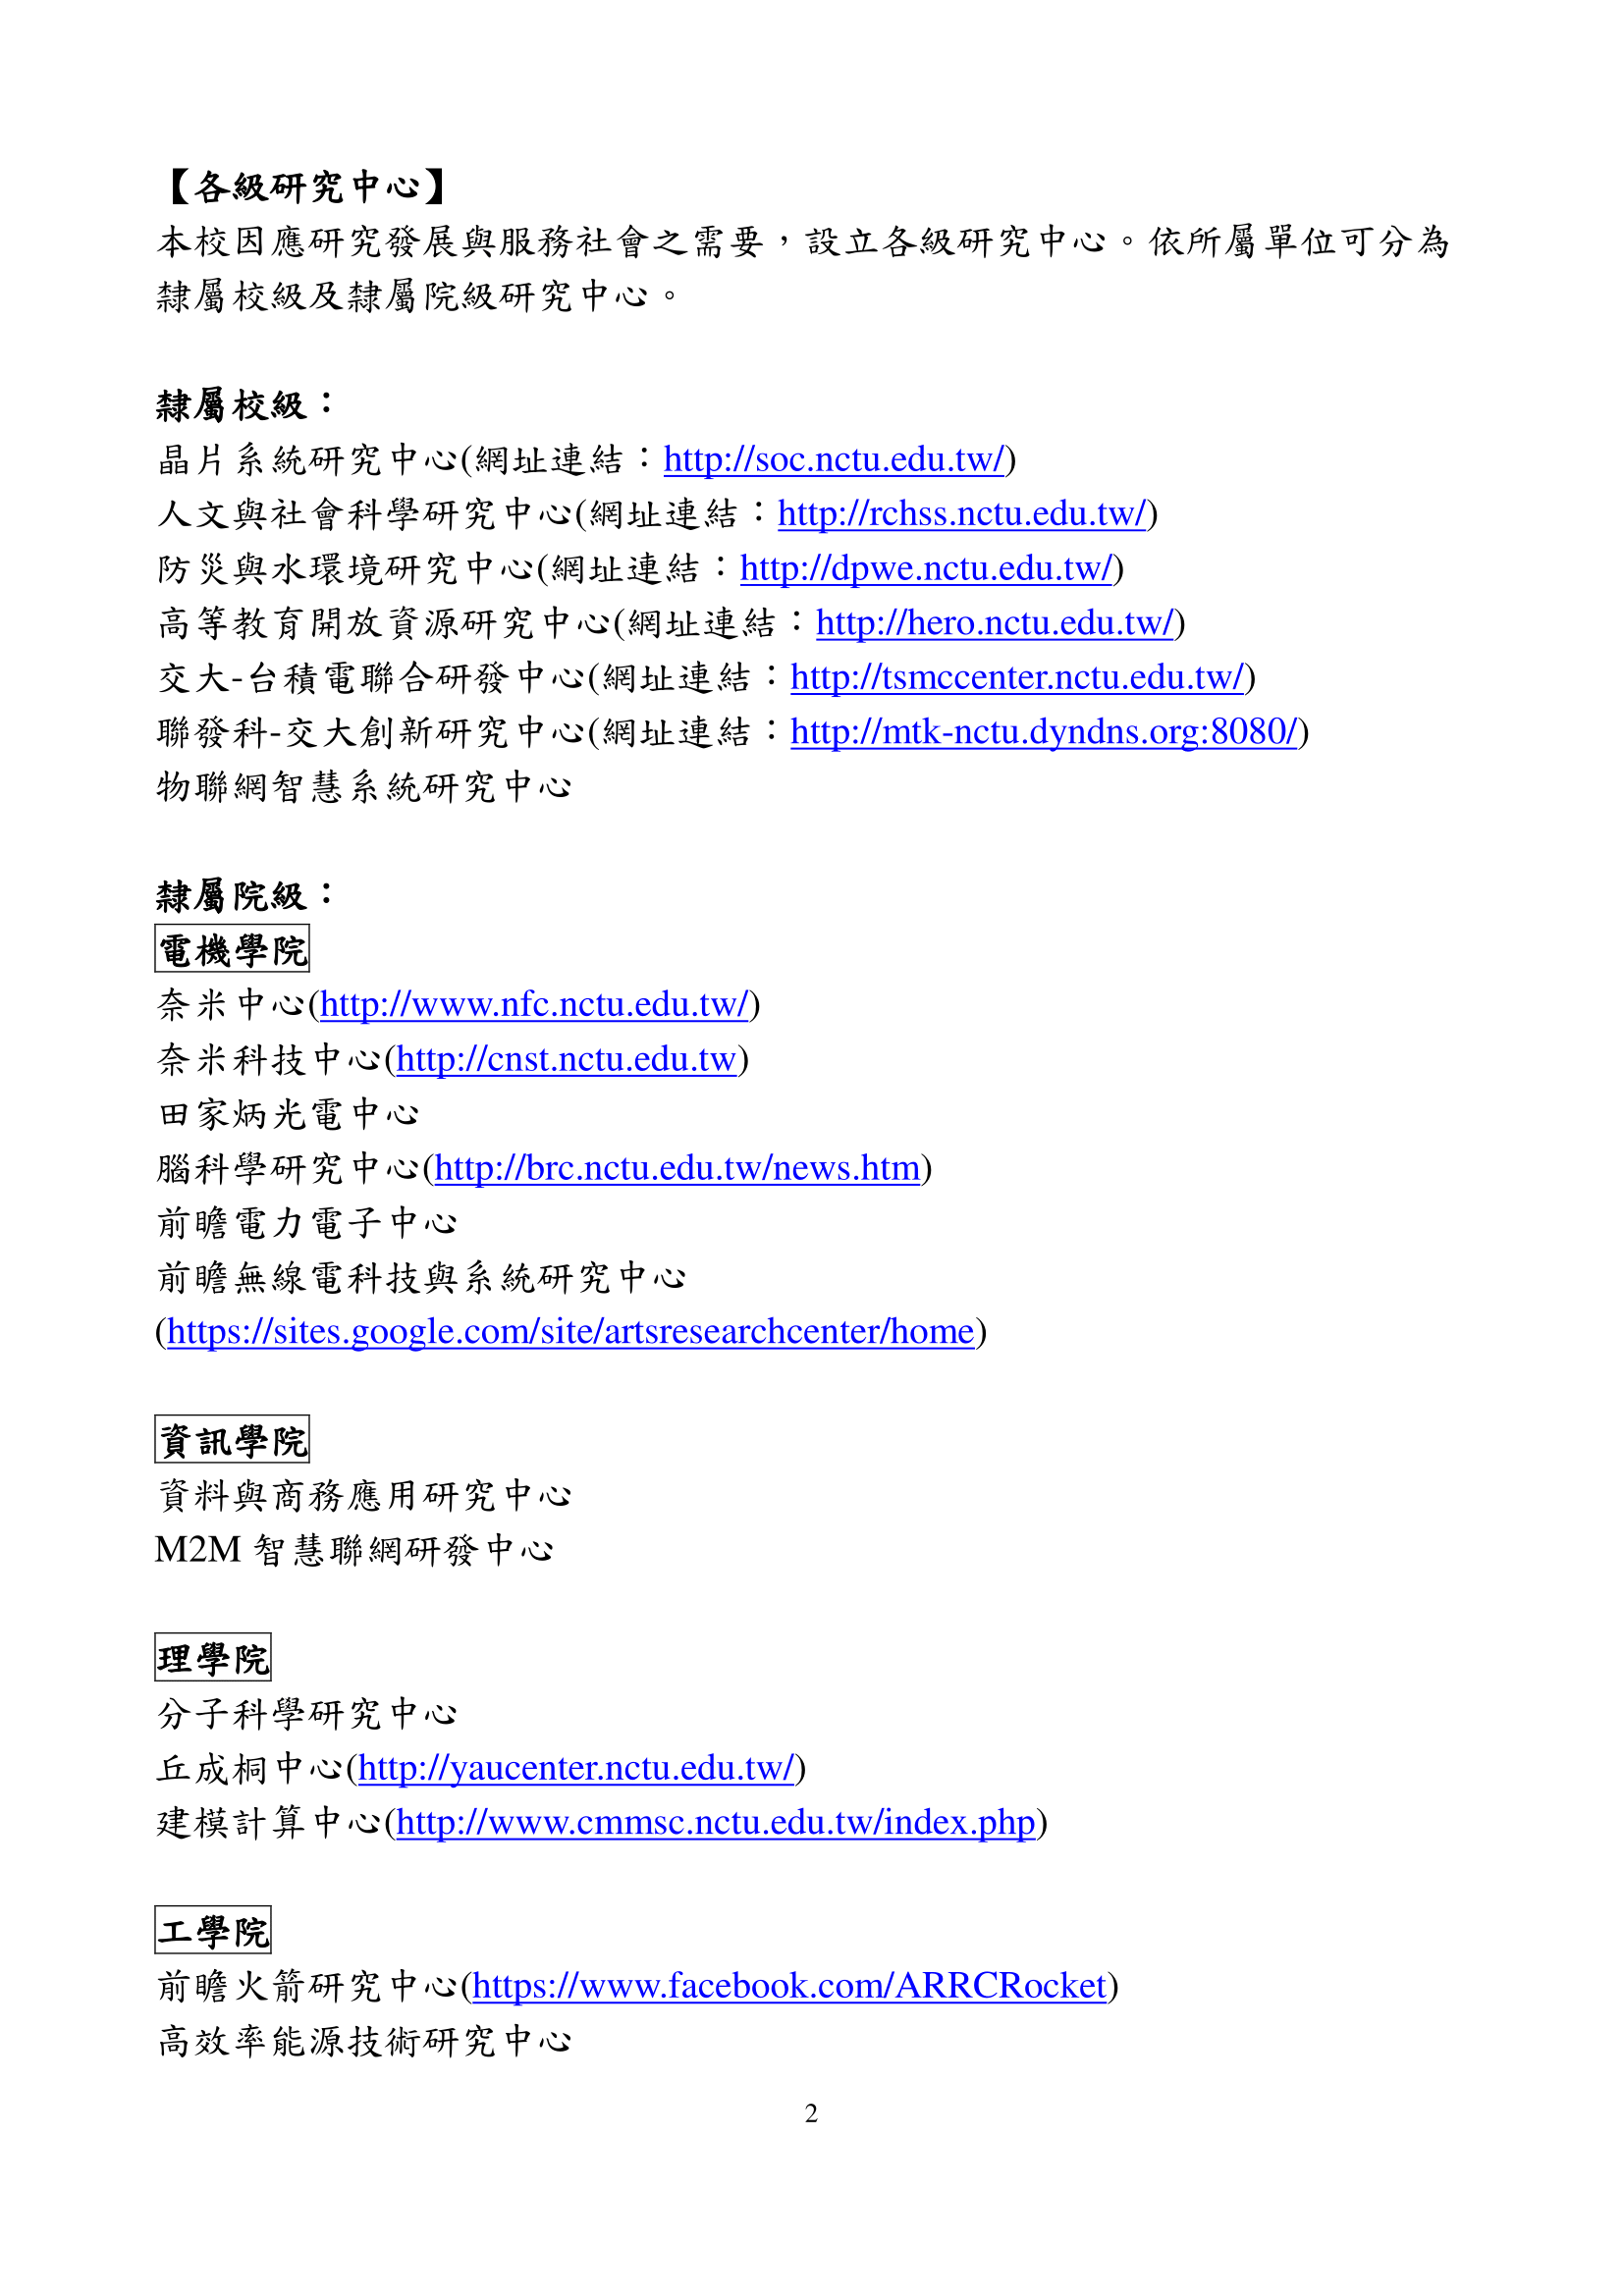 【各級研究中心】
本校因應研究發展與服務社會之需要，設立各級研究中心。依所屬單位可分為
隸屬校級及隸屬院級研究中心。
隸屬校級：
晶片系統研究中心(網址連結：http://soc.nctu.edu.tw/)
人文與社會科學研究中心(網址連結：http://rchss.nctu.edu.tw/)
防災與水環境研究中心(網址連結：http://dpwe.nctu.edu.tw/)
高等教育開放資源研究中心(網址連結：http://hero.nctu.edu.tw/)
交大-台積電聯合研發中心(網址連結：http://tsmccenter.nctu.edu.tw/)
聯發科-交大創新研究中心(網址連結：http://mtk-nctu.dyndns.org:8080/)
物聯網智慧系統研究中心
隸屬院級：
電機學院
奈米中心(http://www.nfc.nctu.edu.tw/)
奈米科技中心(http://cnst.nctu.edu.tw)
田家炳光電中心
腦科學研究中心(http://brc.nctu.edu.tw/news.htm)
前瞻電力電子中心
前瞻無線電科技與系統研究中心
(https://sites.google.com/site/artsresearchcenter/home)
資訊學院
資料與商務應用研究中心
M2M 智慧聯網研發中心
理學院
分子科學研究中心
丘成桐中心(http://yaucenter.nctu.edu.tw/)
建模計算中心(http://www.cmmsc.nctu.edu.tw/index.php)
工學院
前瞻火箭研究中心(https://www.facebook.com/ARRCRocket)
高效率能源技術研究中心
2